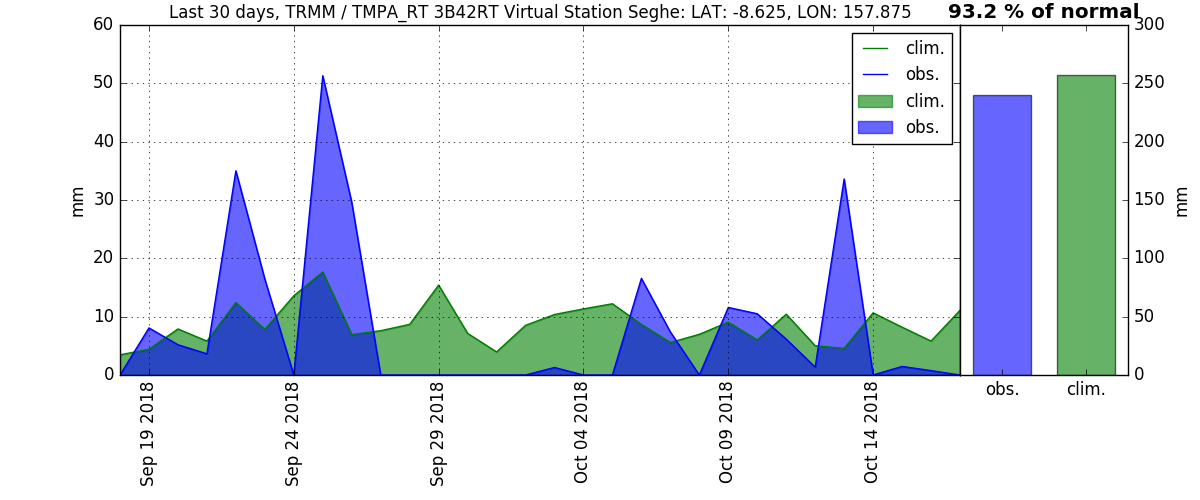 Last 30 days, TRMM / TMPA_RT 3B42RT Virtual Station Seghe: LAT: -8.625, LON: 157.875
93.2 % of normal
60
50
40
30
20
10
0
mm
clim.
obs.
clim.
obs.
Sep 19 2018
Sep 24 2018
Sep 29 2018
Oct 04 2018
Oct 09 2018
Oct 14 2018
300
250
200
150
100
50
0
mm
obs.
clim.